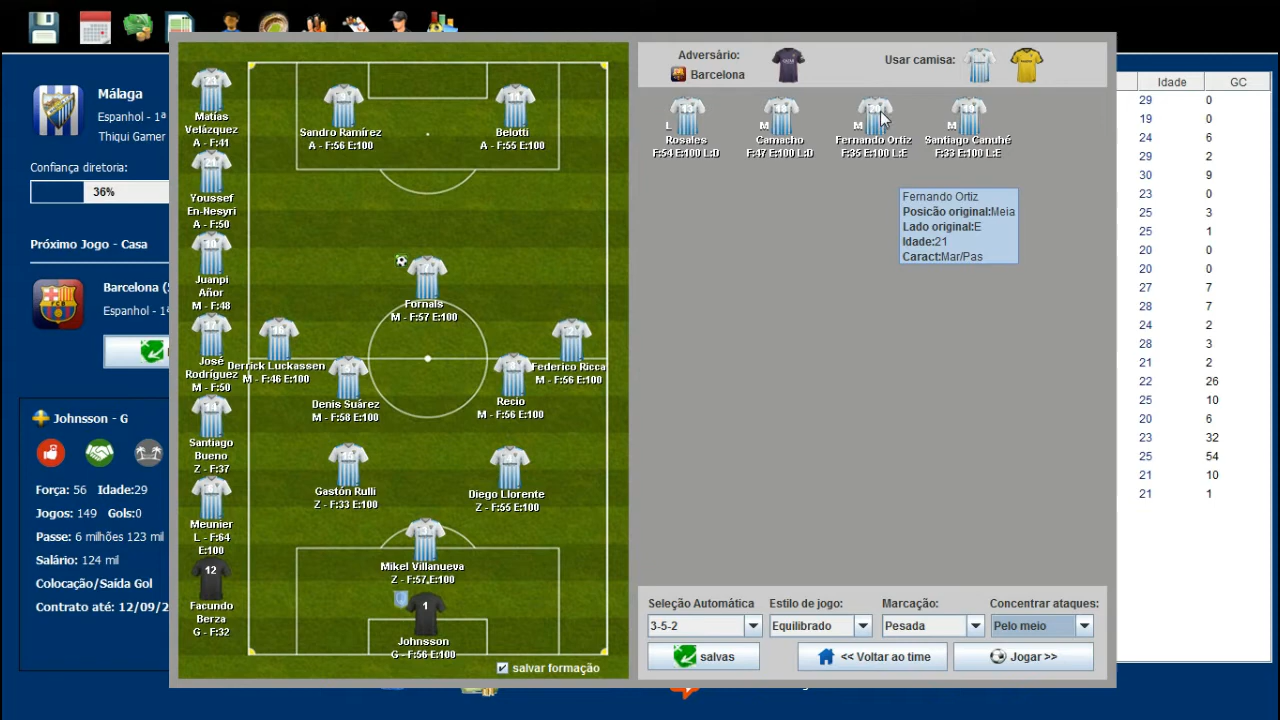 Málaga
Espanhol - 1ª
Thiqui Gamer
Confiança diretoria:
36%
Próximo Jogo - Casa
Barcelona (
Espanhol - 1ª
Johnsson - G
Força: 56 Idade:29
Jogos: 149 Gols:0
Passe: 6 milhões 123 mil
Salário: 124 mil
Colocação/Saída Gol
Contrato até: 12/09/2
Matías
Velázquez
A - F:41
Youssef
En-Nesyri
A - F:50
Juanpi
Añor
M - F:48
José
Rodríguez
M - F:50
Santiago
Bueno
Z - F:37
Meunier
L - F:64
E:100
12
Facundo
Berza
G - F:32
Sandro Ramírez
A - F:56 E:100
Belotti
A - F:55 E:100
Fornals
M - F:57 E:100
Derrick Luckassen
M - F:46 E:100
Federico Ricca
M - F:56 E:100
Denis Suárez
M - F:58 E:100
Recio
M - F:56 E:100
Gastón Rulli
Z - F:33 E:100
Diego Llorente
Z - F:55 E:100
Mikel Villanueva
Z - F:57 E:100
1
Johnsson
G - F:56 E:100
salvar formação
Adversário:
Barcelona
Usar camisa:
13
L
Rosales
F:54 E:100 L:D
18
M
Camacho
F:47 E:100 L:D
20
M
Fernando Ortiz
F:35 E:100 L:E
19
M
Santiago Canuhé
F:33 E:100 L:E
Fernando Ortiz
Posicão original:Meia
Lado original:E
Idade:21
Caract:Mar/Pas
Seleção Automática
3-5-2
Estilo de jogo:
Equilibrado
Marcação:
Pesada
Concentrar ataques:
Pelo meio
salvas
<< Voltar ao time
Jogar >>
Idade GC
29 0
19 0
24 6
29 2
30 9
23 0
25 3
25 1
20 0
20 0
27 7
28 7
24 2
28 3
21 2
22 26
25 10
20 6
23 32
25 54
21 10
21 1